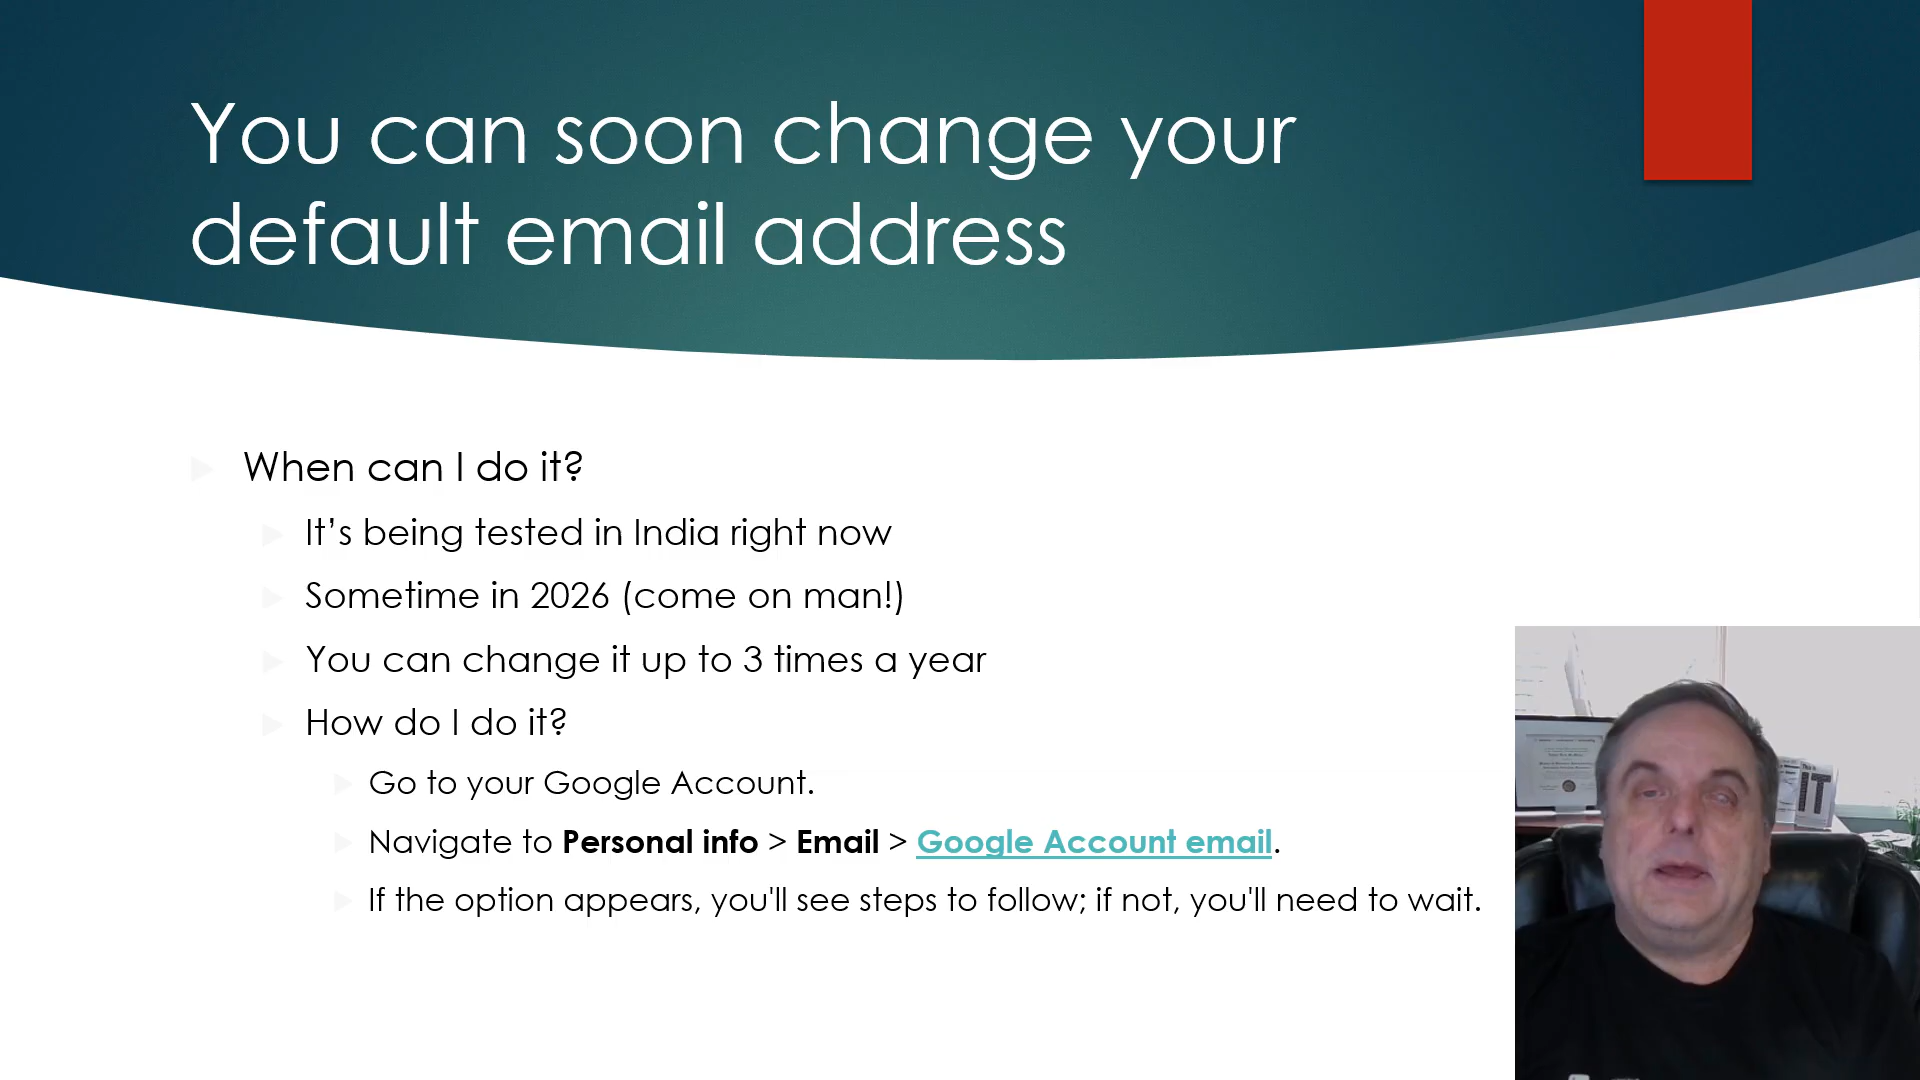 You can soon change your
default email address
When can I do it?
It’s being tested in India right now
Sometime in 2026 (come on man!)
You can change it up to 3 times a year
How do I do it?
Go to your Google Account.
Navigate to Personal info > Email > Google Account email.
If the option appears, you'll see steps to follow; if not, you'll need to wait.